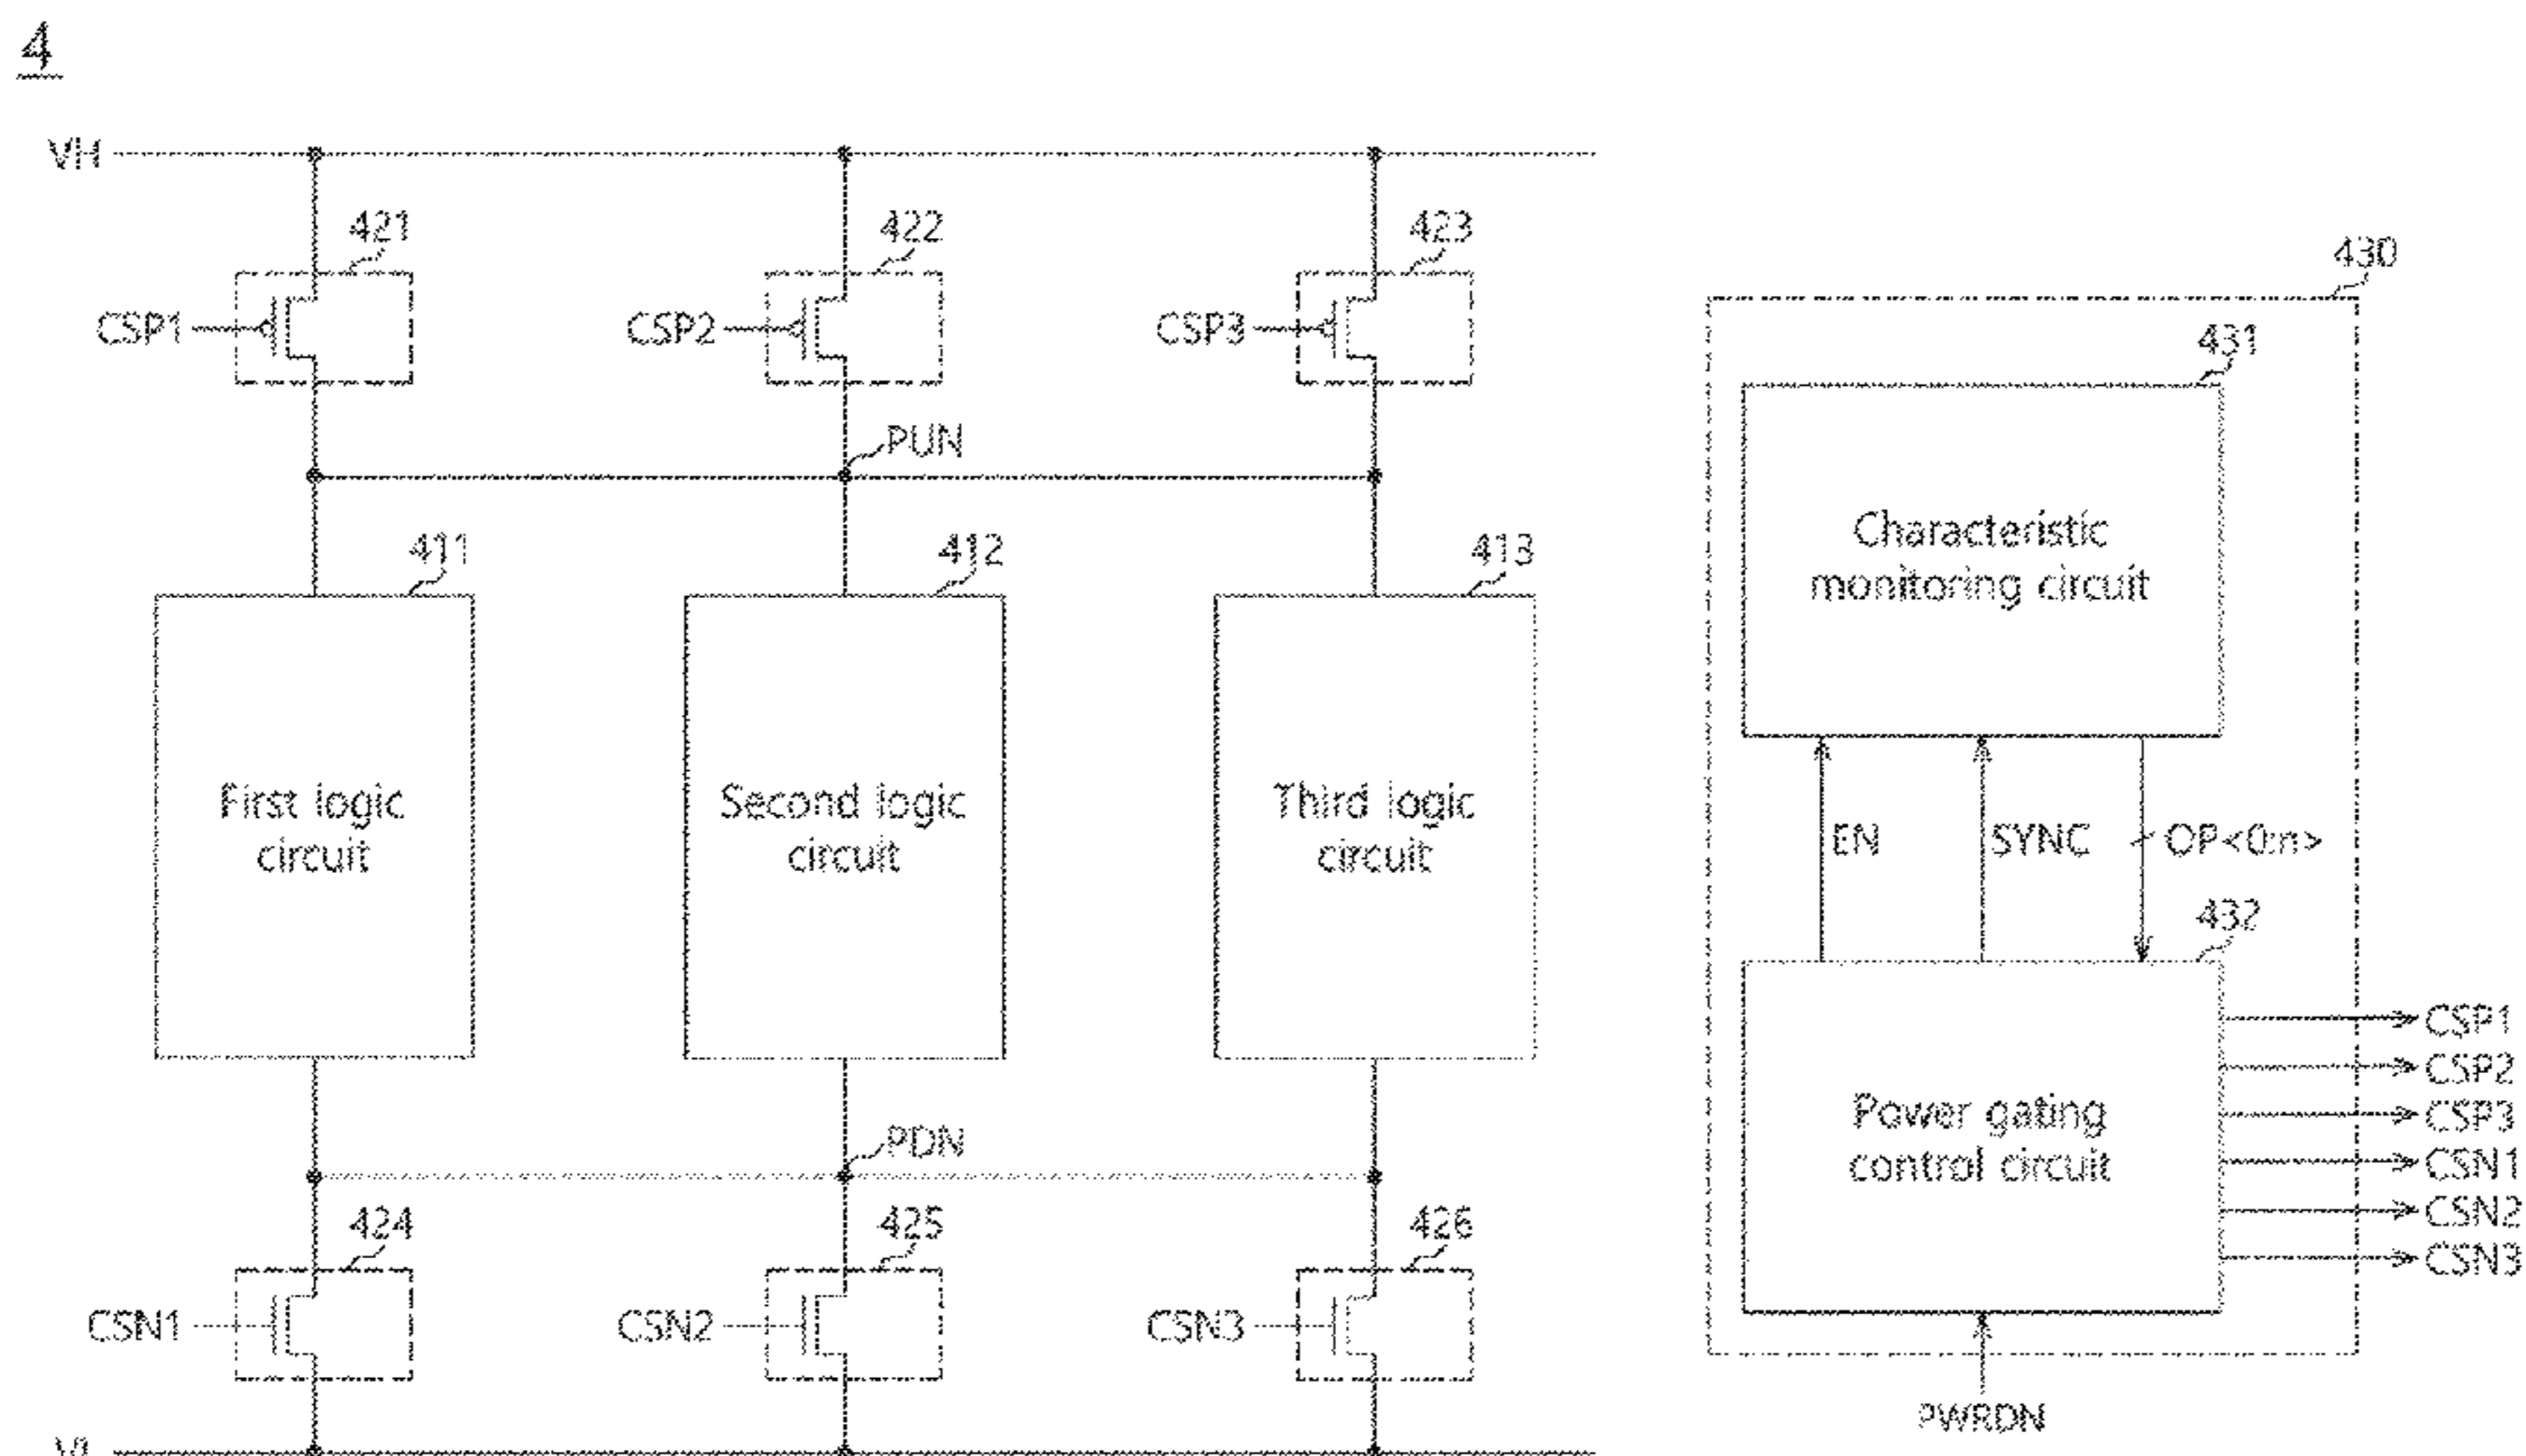 4
VH
421
422
423
430
CSP1
CSP2
CSP3
431
PUN
Characteristic
monitoring circuit
411
412
413
First logic
circuit
Second logic
circuit
Third logic
circuit
EN
SYNC
OP<0:n>
432
CSP1
CSP2
CSP3
CSN1
CSN2
CSN3
Power gating
control circuit
PDN
424
425
426
CSN1
CSN2
CSN3
PWRDN